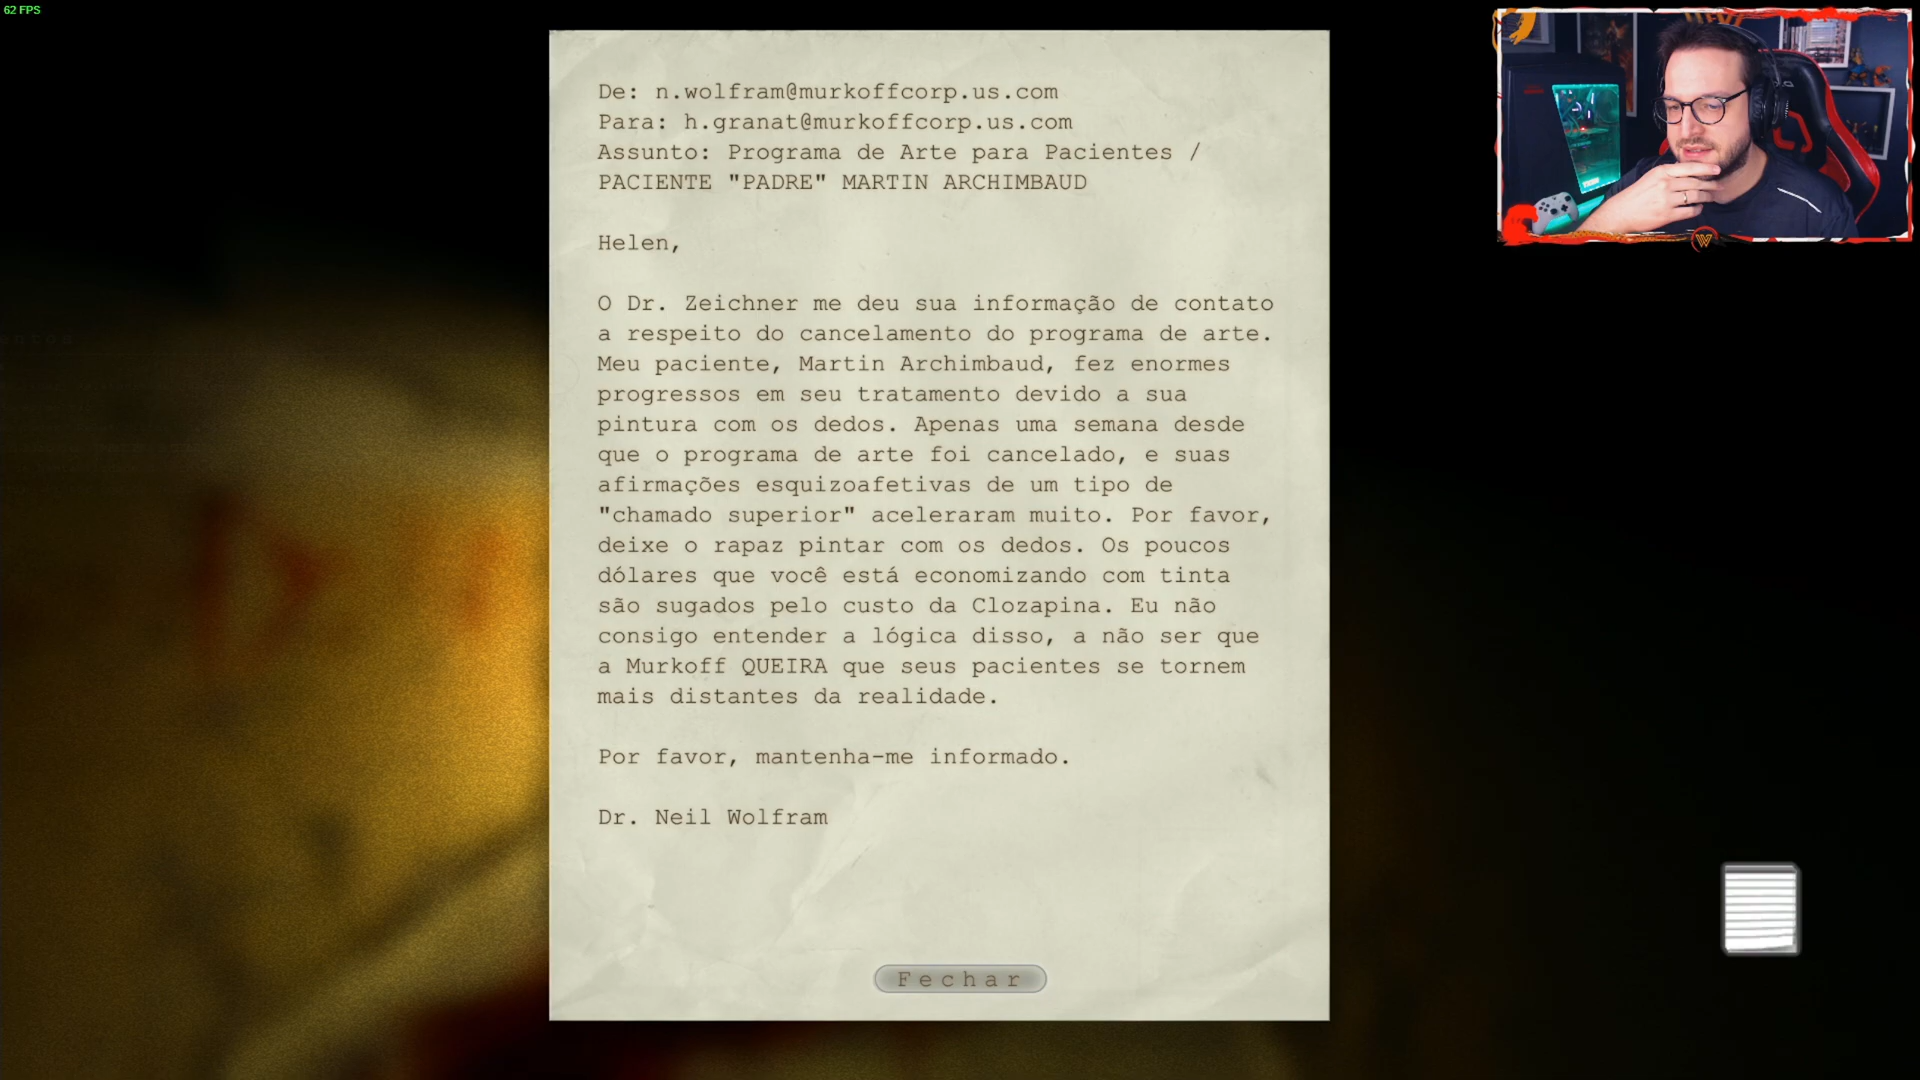 62 FPS
De: n.wolfram@murkoffcorp.us.com
Para: h.granat@murkoffcorp.us.com
Assunto: Programa de Arte para Pacientes /
PACIENTE "PADRE" MARTIN ARCHIMBAUD
Helen,
O Dr. Zeichner me deu sua informação de contato
a respeito do cancelamento do programa de arte.
Meu paciente, Martin Archimbaud, fez enormes
progressos em seu tratamento devido a sua
pintura com os dedos. Apenas uma semana desde
que o programa de arte foi cancelado, e suas
afirmações esquizoafetivas de um tipo de
"chamado superior" aceleraram muito. Por favor,
deixe o rapaz pintar com os dedos. Os poucos
dólares que você está economizando com tinta
são sugados pelo custo da Clozapina. Eu não
consigo entender a lógica disso, a não ser que
a Murkoff QUEIRA que seus pacientes se tornem
mais distantes da realidade.
Por favor, mantenha-me informado.
Dr. Neil Wolfram
Fechar